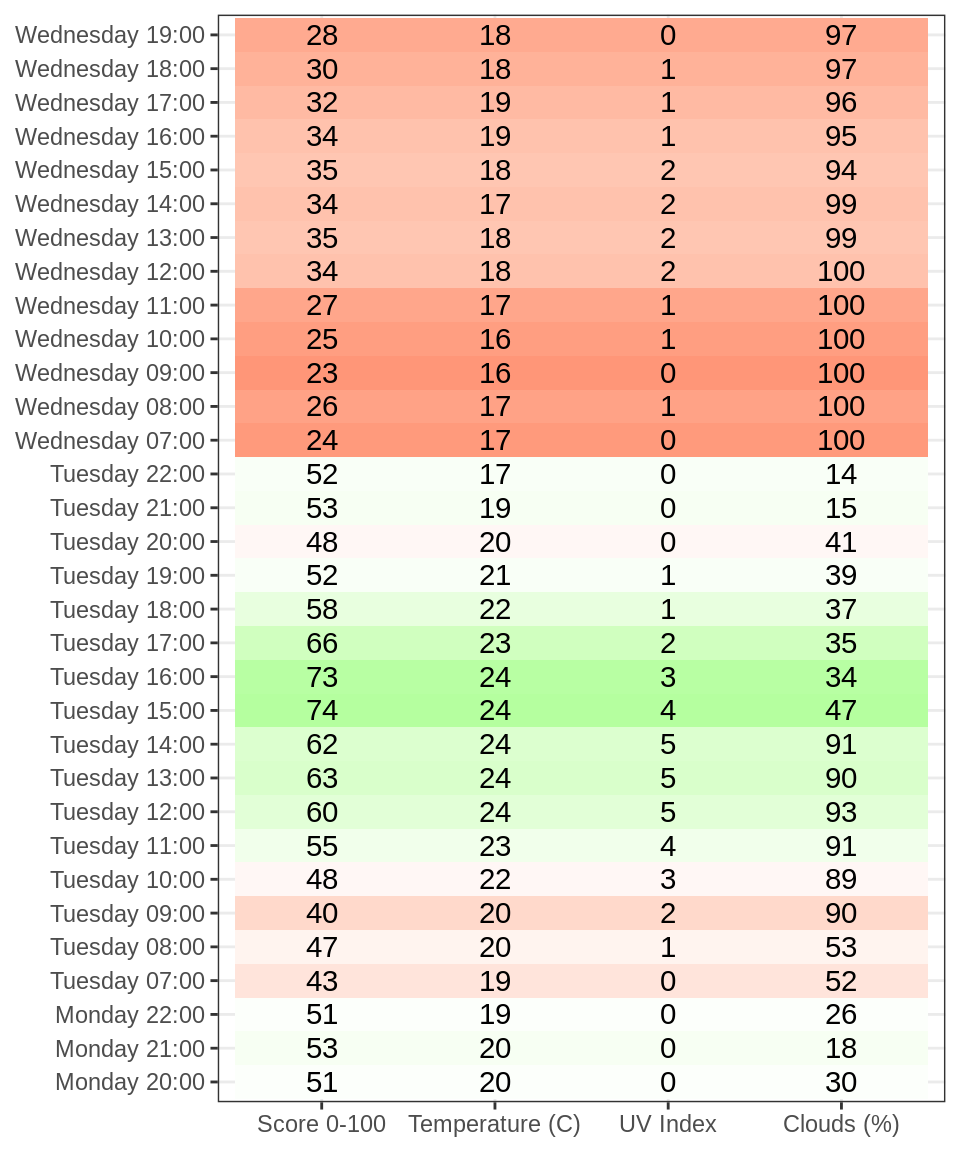 Wednesday 19:00 28 18 0 97
Wednesday 18:00 30 18 1 97
Wednesday 17:00 32 19 1 96
Wednesday 16:00 34 19 1 95
Wednesday 15:00 35 18 2 94
Wednesday 14:00 34 17 2 99
Wednesday 13:00 35 18 2 99
Wednesday 12:00 34 18 2 100
Wednesday 11:00 27 17 1 100
Wednesday 10:00 25 16 1 100
Wednesday 09:00 23 16 0 100
Wednesday 08:00 26 17 1 100
Wednesday 07:00 24 17 0 100
Tuesday 22:00 52 17 0 14
Tuesday 21:00 53 19 0 15
Tuesday 20:00 48 20 0 41
Tuesday 19:00 52 21 1 39
Tuesday 18:00 58 22 1 37
Tuesday 17:00 66 23 2 35
Tuesday 16:00 73 24 3 34
Tuesday 15:00 74 24 4 47
Tuesday 14:00 62 24 5 91
Tuesday 13:00 63 24 5 90
Tuesday 12:00 60 24 5 93
Tuesday 11:00 55 23 4 91
Tuesday 10:00 48 22 3 89
Tuesday 09:00 40 20 2 90
Tuesday 08:00 47 20 1 53
Tuesday 07:00 43 19 0 52
Monday 22:00 51 19 0 26
Monday 21:00 53 20 0 18
Monday 20:00 51 20 0 30
Score 0-100 Temperature (C) UV Index Clouds (%)